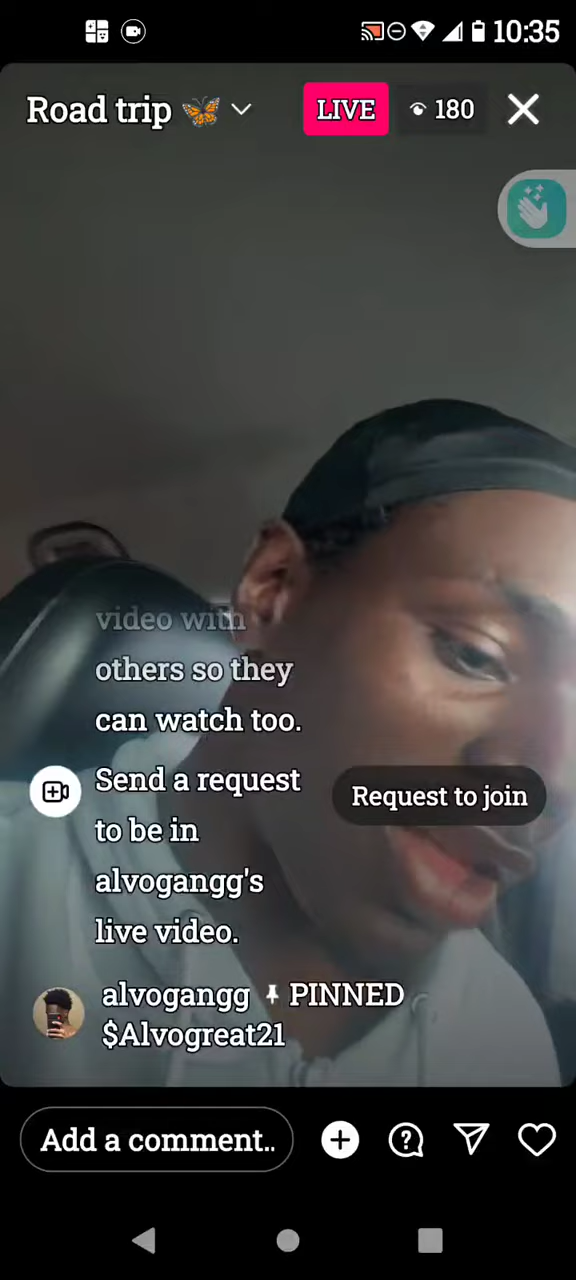 10:35
Road trip 🦋
LIVE
180
video with
others so they
can watch too.
Send a request
to be in
alvogangg's
live video.
Request to join
alvogangg PINNED
$Alvogreat21
Add a comment..